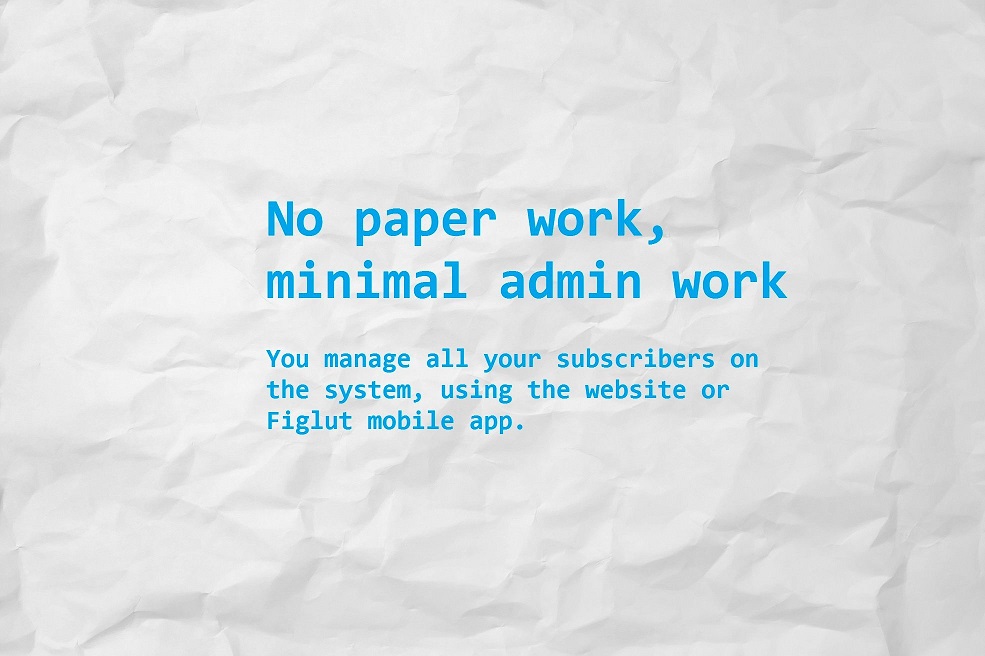 No paper work,
minimal admin work
You manage all your subscribers on
the system, using the website or
Figlut mobile app.